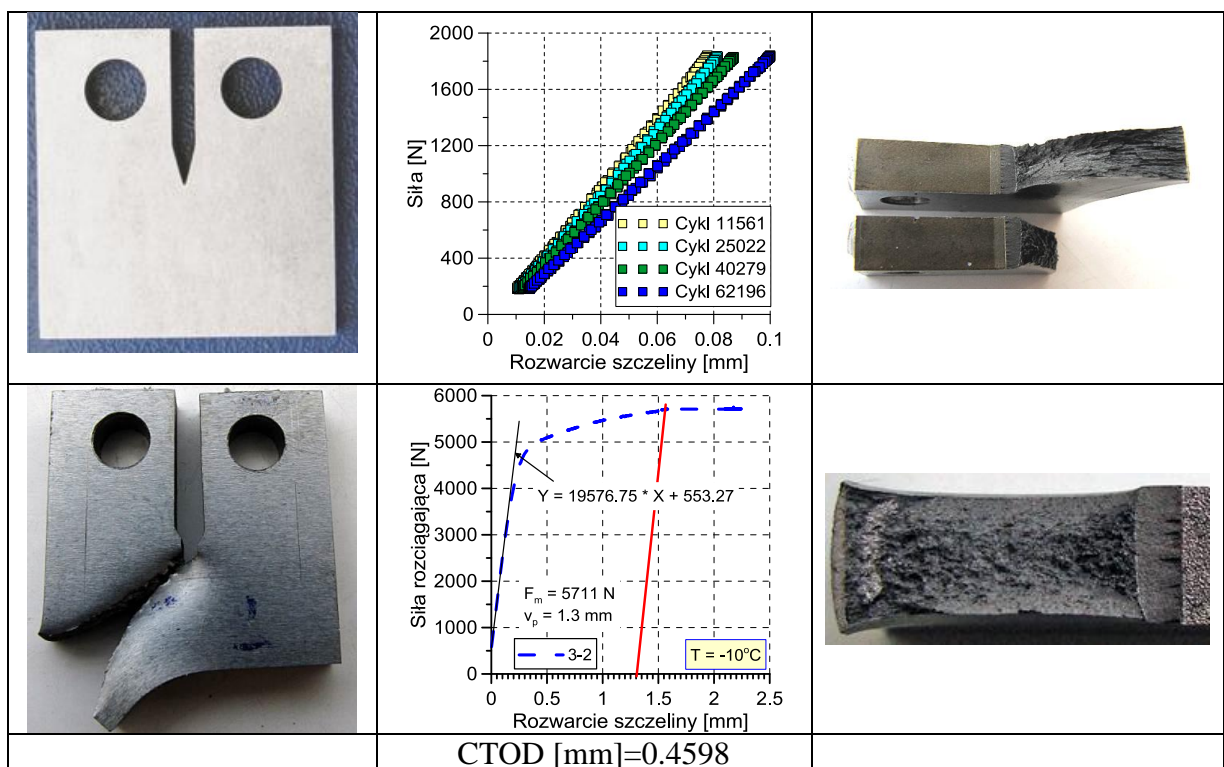 2000
1600
1200
800
400
0
Siła [N]
Cykl 11561
Cykl 25022
Cykl 40279
Cykl 62196
0 0.02 0.04 0.06 0.08 0.1
Rozwarcie szczeliny [mm]
6000
5000
4000
3000
2000
1000
0
Siła rozciągająca [N]
Y = 19576.75 * X + 553.27
Fm = 5711 N
vp = 1.3 mm
3-2
T = -10°C
0 0.5 1 1.5 2 2.5
Rozwarcie szczeliny [mm]
CTOD [mm]=0.4598